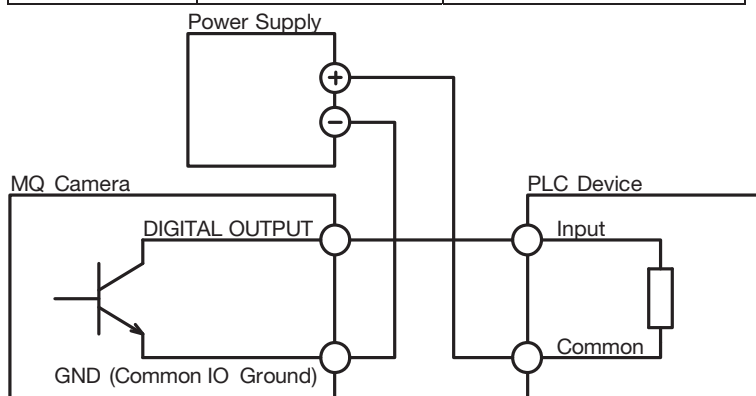 Power Supply
+
−
MQ Camera
PLC Device
DIGITAL OUTPUT
Input
Common
GND (Common IO Ground)